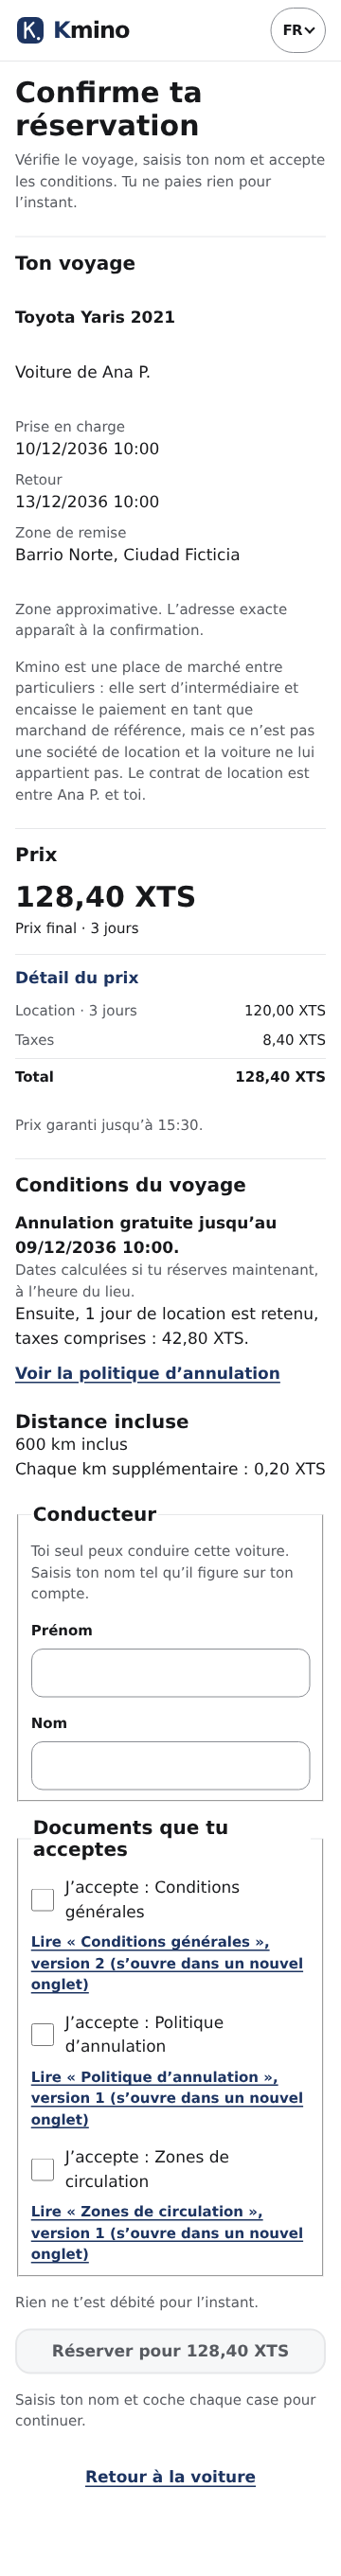 K. Kmino
FR
Confirme ta
réservation
Vérifie le voyage, saisis ton nom et accepte
les conditions. Tu ne paies rien pour
l’instant.
Ton voyage
Toyota Yaris 2021
Voiture de Ana P.
Prise en charge
10/12/2036 10:00
Retour
13/12/2036 10:00
Zone de remise
Barrio Norte, Ciudad Ficticia
Zone approximative. L’adresse exacte
apparaît à la confirmation.
Kmino est une place de marché entre
particuliers : elle sert d’intermédiaire et
encaisse le paiement en tant que
marchand de référence, mais ce n’est pas
une société de location et la voiture ne lui
appartient pas. Le contrat de location est
entre Ana P. et toi.
Prix
128,40 XTS
Prix final · 3 jours
Détail du prix
Location · 3 jours 120,00 XTS
Taxes 8,40 XTS
Total 128,40 XTS
Prix garanti jusqu’à 15:30.
Conditions du voyage
Annulation gratuite jusqu’au
09/12/2036 10:00.
Dates calculées si tu réserves maintenant,
à l’heure du lieu.
Ensuite, 1 jour de location est retenu,
taxes comprises : 42,80 XTS.
Voir la politique d’annulation
Distance incluse
600 km inclus
Chaque km supplémentaire : 0,20 XTS
Conducteur
Toi seul peux conduire cette voiture.
Saisis ton nom tel qu’il figure sur ton
compte.
Prénom
Nom
Documents que tu
acceptes
J’accepte : Conditions
générales
Lire « Conditions générales »,
version 2 (s’ouvre dans un nouvel
onglet)
J’accepte : Politique
d’annulation
Lire « Politique d’annulation »,
version 1 (s’ouvre dans un nouvel
onglet)
J’accepte : Zones de
circulation
Lire « Zones de circulation »,
version 1 (s’ouvre dans un nouvel
onglet)
Rien ne t’est débité pour l’instant.
Réserver pour 128,40 XTS
Saisis ton nom et coche chaque case pour
continuer.
Retour à la voiture